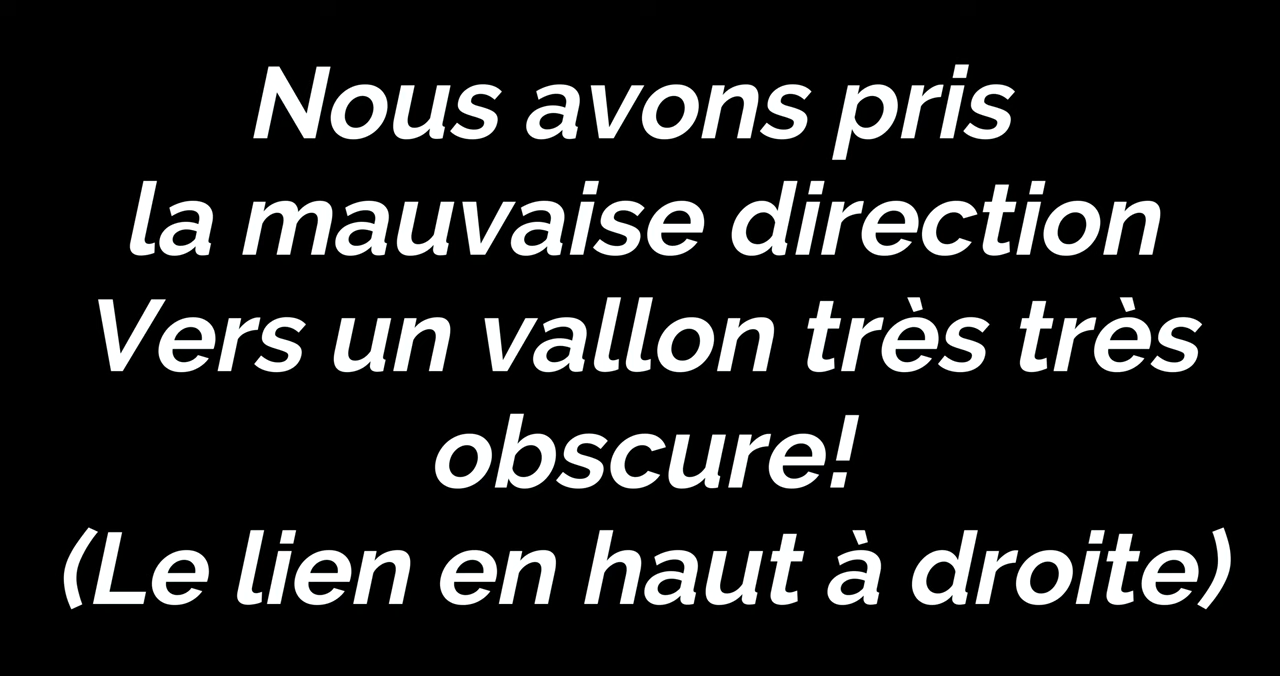 Nous avons pris
la mauvaise direction
Vers un vallon très très
obscure!
(Le lien en haut à droite)